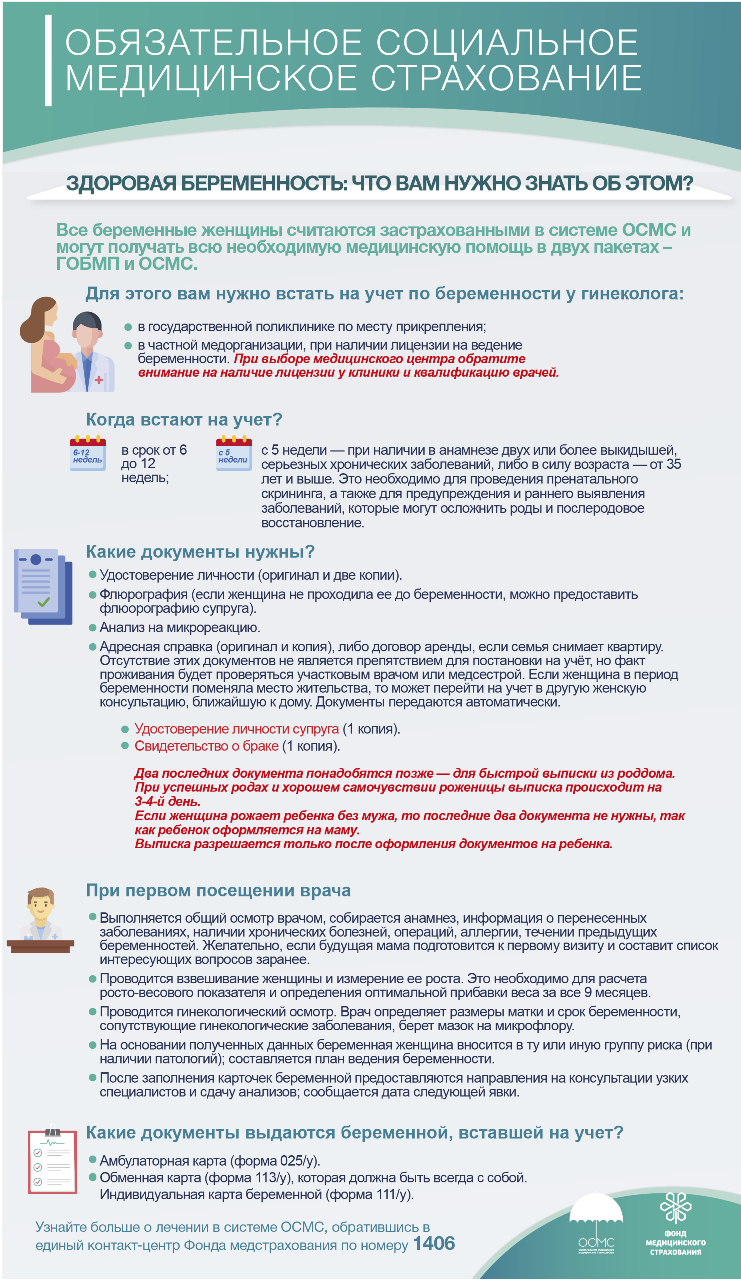 ОБЯЗАТЕЛЬНОЕ СОЦИАЛЬНОЕ
МЕДИЦИНСКОЕ СТРАХОВАНИЕ
ЗДОРОВАЯ БЕРЕМЕННОСТЬ: ЧТО ВАМ НУЖНО ЗНАТЬ ОБ ЭТОМ?
Все беременные женщины считаются застрахованными в системе ОСМС и
могут получать всю необходимую медицинскую помощь в двух пакетах –
ГОБМП и ОСМС.
Для этого вам нужно встать на учет по беременности у гинеколога:
в государственной поликлинике по месту прикрепления;
в частной медорганизации, при наличии лицензии на ведение
беременности. При выборе медицинского центра обратите
внимание на наличие лицензии у клиники и квалификацию врачей.
Когда встают на учет?
6-12
недель
в срок от 6
до 12
недель;
с 5
недели
с 5 недели — при наличии в анамнезе двух или более выкидышей,
серьезных хронических заболеваний, либо в силу возраста — от 35
лет и выше. Это необходимо для проведения пренатального
скрининга, а также для предупреждения и раннего выявления
заболеваний, которые могут осложнить роды и послеродовое
восстановление.
Какие документы нужны?
Удостоверение личности (оригинал и две копии).
Флюрография (если женщина не проходила ее до беременности, можно предоставить
флюорографию супруга).
Анализ на микрореакцию.
Адресная справка (оригинал и копия), либо договор аренды, если семья снимает квартиру.
Отсутствие этих документов не является препятствием для постановки на учёт, но факт
проживания будет проверяться участковым врачом или медсестрой. Если женщина в период
беременности поменяла место жительства, то может перейти на учет в другую женскую
консультацию, ближайшую к дому. Документы передаются автоматически.
Удостоверение личности супруга (1 копия).
Свидетельство о браке (1 копия).
Два последних документа понадобятся позже — для быстрой выписки из роддома.
При успешных родах и хорошем самочувствии роженицы выписка происходит на
3-4-й день.
Если женщина рожает ребенка без мужа, то последние два документа не нужны, так
как ребенок оформляется на маму.
Выписка разрешается только после оформления документов на ребенка.
При первом посещении врача
Выполняется общий осмотр врачом, собирается анамнез, информация о перенесенных
заболеваниях, наличии хронических болезней, операций, аллергии, течении предыдущих
беременностей. Желательно, если будущая мама подготовится к первому визиту и составит список
интересующих вопросов заранее.
Проводится взвешивание женщины и измерение ее роста. Это необходимо для расчета
росто-весового показателя и определения оптимальной прибавки веса за все 9 месяцев.
Проводится гинекологический осмотр. Врач определяет размеры матки и срок беременности,
сопутствующие гинекологические заболевания, берет мазок на микрофлору.
На основании полученных данных беременная женщина вносится в ту или иную группу риска (при
наличии патологий); составляется план ведения беременности.
После заполнения карточек беременной предоставляются направления на консультации узких
специалистов и сдачу анализов; сообщается дата следующей явки.
Какие документы выдаются беременной, вставшей на учет?
Амбулаторная карта (форма 025/у).
Обменная карта (форма 113/у), которая должна быть всегда с собой.
Индивидуальная карта беременной (форма 111/у).
Узнайте больше о лечении в системе ОСМС, обратившись в
единый контакт-центр Фонда медстрахования по номеру 1406
ОСМС
ФОНД
МЕДИЦИНСКОГО
СТРАХОВАНИЯ